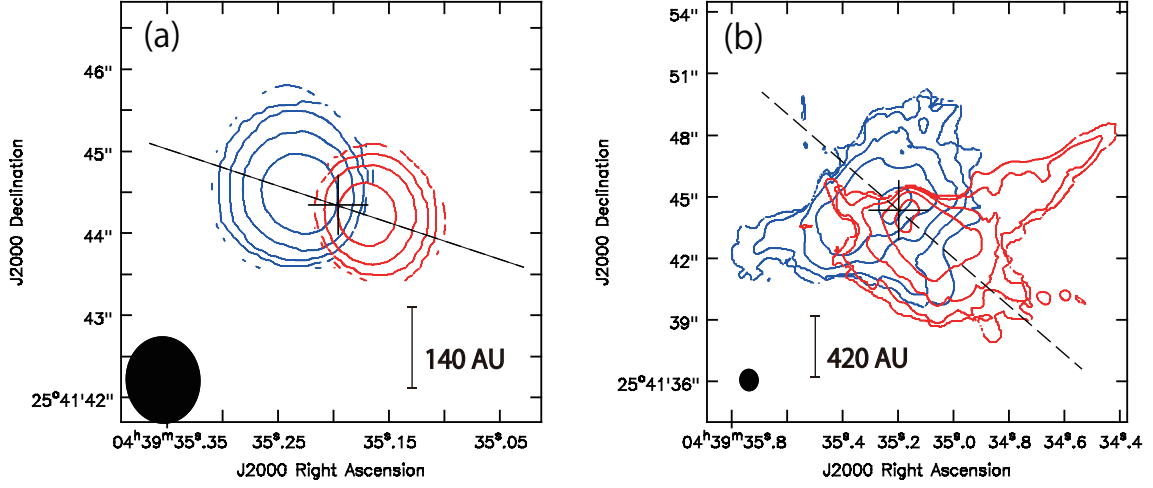 (a)
46"
45"
44"
43"
25°41'42"
J2000 Declination
140 AU
04ʰ39ᵐ35ˢ.35 35ˢ.25 35ˢ.15 35ˢ.05
J2000 Right Ascension
(b)
54"
51"
48"
45"
42"
39"
25°41'36"
J2000 Declination
420 AU
04ʰ39ᵐ35ˢ.8 35ˢ.4 35ˢ.2 35ˢ.0 34ˢ.8 34ˢ.6 34ˢ.4
J2000 Right Ascension